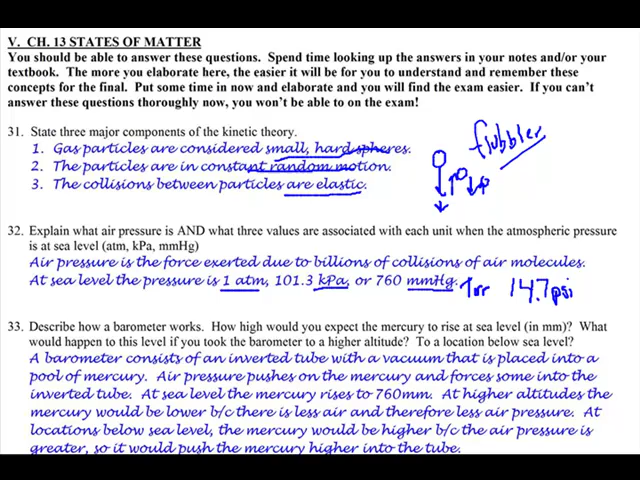 V. CH. 13 STATES OF MATTER
You should be able to answer these questions. Spend time looking up the answers in your notes and/or your
textbook. The more you elaborate here, the easier it will be for you to understand and remember these
concepts for the final. Put some time in now and elaborate and you will find the exam easier. If you can't
answer these questions thoroughly now, you won't be able to on the exam!
31. State three major components of the kinetic theory.
1. Gas particles are considered small, hard spheres.
2. The particles are in constant random motion.
3. The collisions between particles are elastic.
flubber
32. Explain what air pressure is AND what three values are associated with each unit when the atmospheric pressure
is at sea level (atm, kPa, mmHg)
Air pressure is the force exerted due to billions of collisions of air molecules.
At sea level the pressure is 1 atm, 101.3 kPa, or 760 mmHg. Torr 14.7psi
33. Describe how a barometer works. How high would you expect the mercury to rise at sea level (in mm)? What
would happen to this level if you took the barometer to a higher altitude? To a location below sea level?
A barometer consists of an inverted tube with a vacuum that is placed into a
pool of mercury. Air pressure pushes on the mercury and forces some into the
inverted tube. At sea level the mercury rises to 760mm. At higher altitudes the
mercury would be lower b/c there is less air and therefore less air pressure. At
locations below sea level, the mercury would be higher b/c the air pressure is
greater, so it would push the mercury higher into the tube.